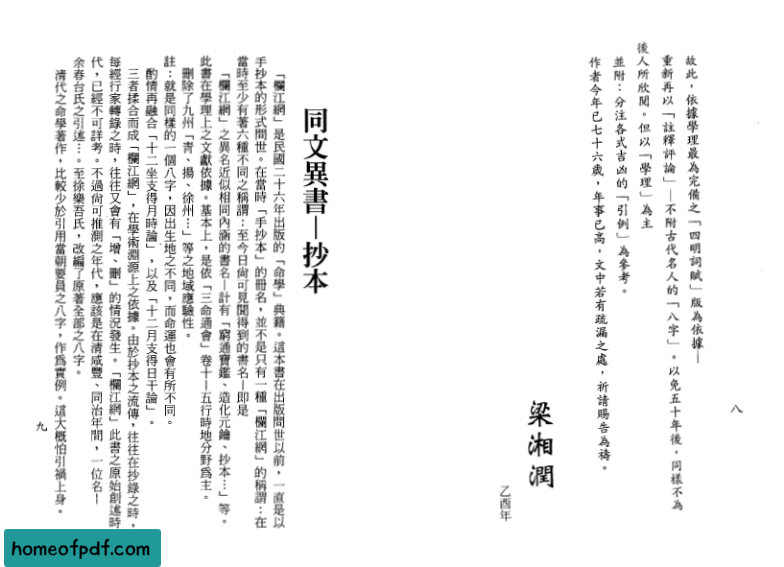 故此，依據學理最為完備之「四明詞賦」版為依據—
重新再以「註釋評論」—不附古代名人的「八字」。以免五十年後，同樣不為
後人所欣閱。但以「學理」為主
並附：分注各式吉凶的「引例」為參考。
作者今年已七十六歲，年事已高，文中若有疏漏之處，祈請賜告為禱。
梁湘潤
乙酉年
八
同文異書—抄本
「欄江網」是民國二十六年出版的「命學」典籍。這本書在出版問世以前，一直是以
手抄本的形式問世。在當時「手抄本」的冊名，並不是只有一種「欄江網」的稱謂：在
當時至少有著六種不同之稱謂：至今日尚可見聞得到的書名—即是
「欄江網」之異名近似相同內涵的書名—計有「窮通寶鑑、造化元鑰、抄本…」等。
此書在學理上之文獻依據。基本上，是依「三命通會」卷十—五行時地分野爲主。
刪除了九州「青、揚、徐州…」等之地域應驗性。
註：就是同樣的一個八字，因出生地之不同，而命運也會有所不同。
酌情再融合「十二坐支得月時論」，以及「十二月支得日干論」。
三者揉合而成「欄江網」，在學術淵源上之依據。由於抄本之流傳，往往在抄錄之時，
每經行家轉錄之時，往往又會有「增、刪」的情況發生。「欄江網」此書之原始創述時
代，已經不可詳考。不過尙可推測之年代，應該是在清咸豐、同治年間，一位名—
余春台氏之引述…。至徐樂吾氏，改編了原著全部之八字。
清代之命學著作，比較少於引用當朝要員之八字，作爲實例。這大概怕引禍上身。
九
homeofpdf.com